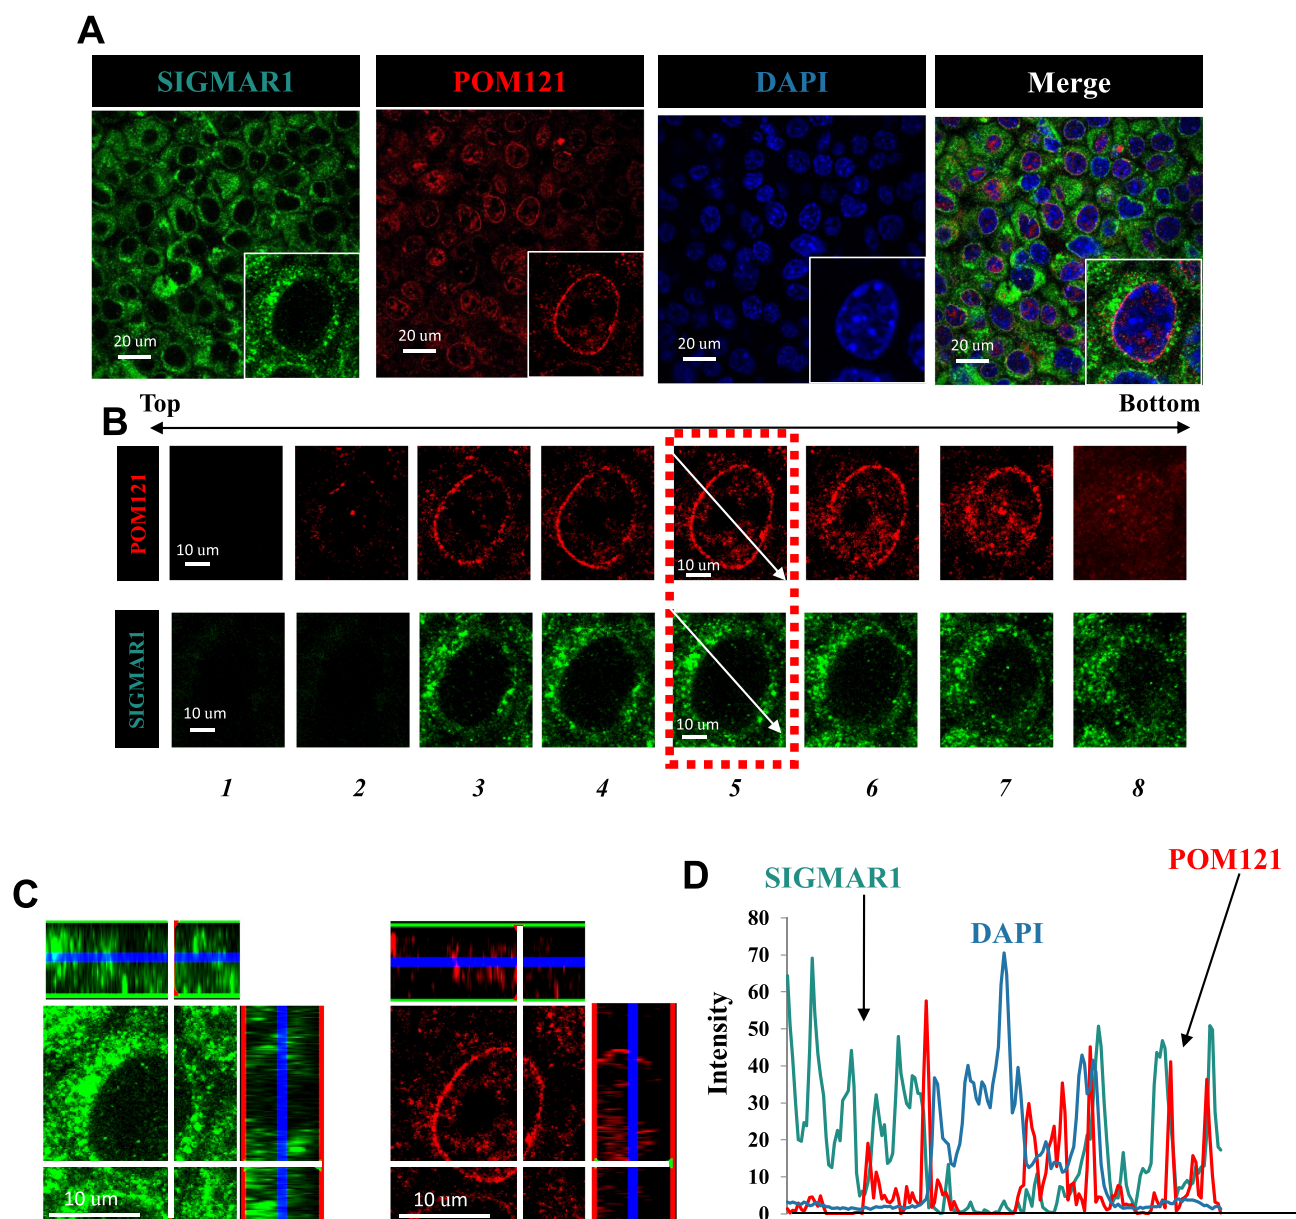 A
SIGMAR1 POM121 DAPI Merge
20 um 20 um 20 um 20 um
Top Bottom
B
POM121
10 um 10 um
SIGMAR1
10 um 10 um
1 2 3 4 5 6 7 8
C
10 um 10 um
D
SIGMAR1 POM121
DAPI
Intensity
80
70
60
50
40
30
20
10
0